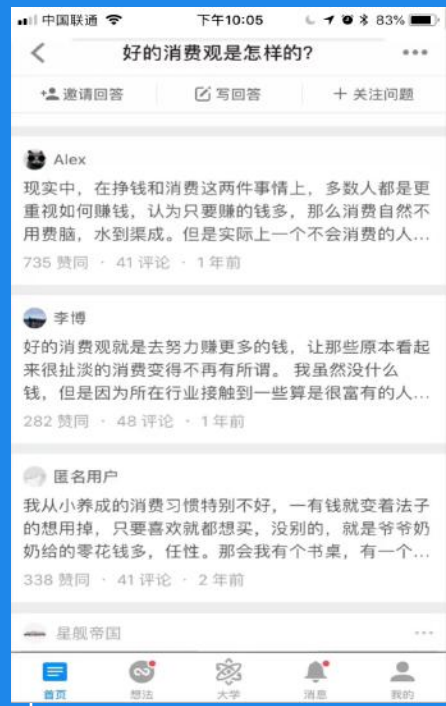 中国联通 下午10:05 83%
好的消费观是怎样的?
邀请回答 写回答 + 关注问题
Alex
现实中，在挣钱和消费这两件事情上，多数人都是更
重视如何赚钱，认为只要赚的钱多，那么消费自然不
用费脑，水到渠成。但是实际上一个不会消费的人...
735 赞同 · 41 评论 · 1 年前
李博
好的消费观就是去努力赚更多的钱，让那些原本看起
来很扯淡的消费变得不再有所谓。 我虽然没什么
钱，但是因为所在行业接触到一些算是很富有的人...
282 赞同 · 48 评论 · 1 年前
匿名用户
我从小养成的消费习惯特别不好，一有钱就变着法子
的想用掉，只要喜欢就都想买，没别的，就是爷爷奶
奶给的零花钱多，任性。那会我有个书桌，有一个...
338 赞同 · 41 评论 · 2 年前
星舰帝国
首页 想法 大学 消息 我的